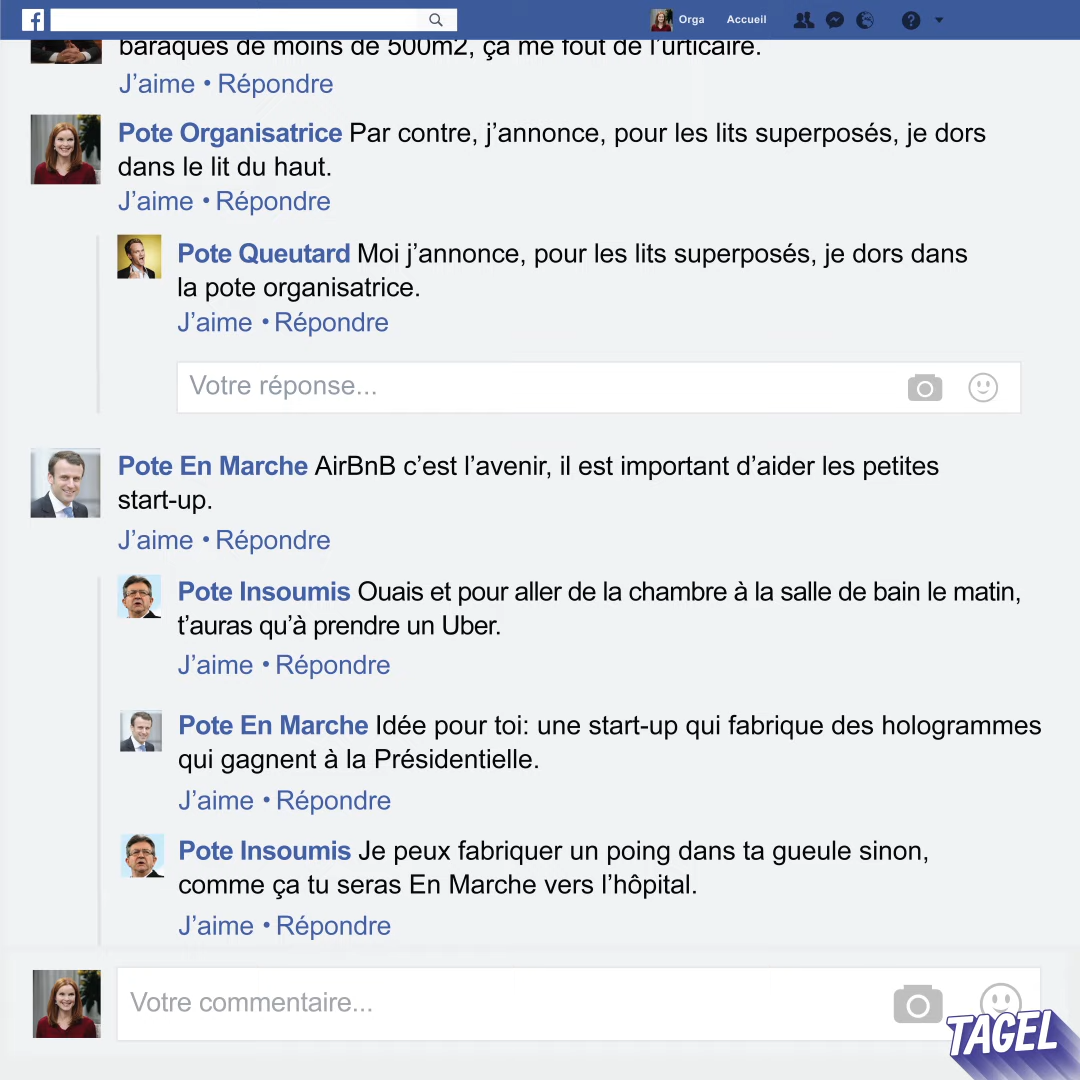 Orga Accueil
baraques de moins de 500m2, ça me fout de l'urticaire.
J'aime • Répondre
Pote Organisatrice Par contre, j'annonce, pour les lits superposés, je dors
dans le lit du haut.
J'aime • Répondre
Pote Queutard Moi j'annonce, pour les lits superposés, je dors dans
la pote organisatrice.
J'aime • Répondre
Votre réponse...
Pote En Marche AirBnB c'est l'avenir, il est important d'aider les petites
start-up.
J'aime • Répondre
Pote Insoumis Ouais et pour aller de la chambre à la salle de bain le matin,
t'auras qu'à prendre un Uber.
J'aime • Répondre
Pote En Marche Idée pour toi: une start-up qui fabrique des hologrammes
qui gagnent à la Présidentielle.
J'aime • Répondre
Pote Insoumis Je peux fabriquer un poing dans ta gueule sinon,
comme ça tu seras En Marche vers l'hôpital.
J'aime • Répondre
Votre commentaire...
TAGEL